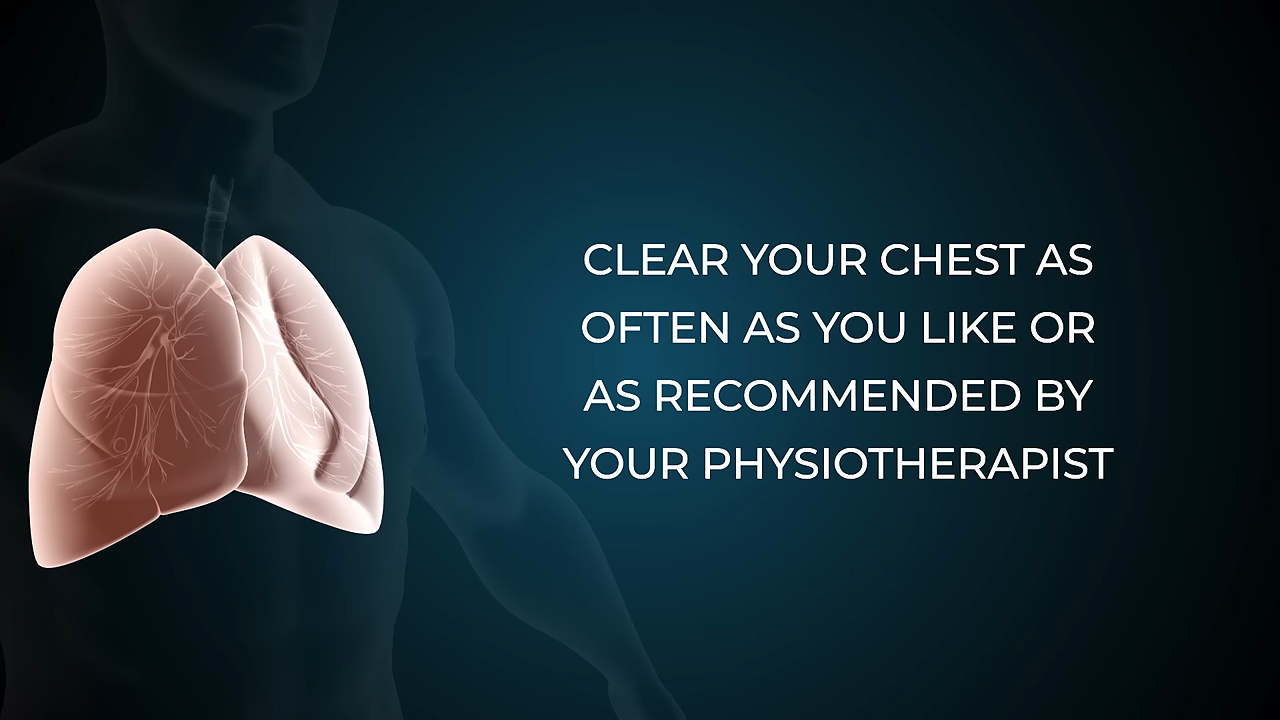 CLEAR YOUR CHEST AS
OFTEN AS YOU LIKE OR
AS RECOMMENDED BY
YOUR PHYSIOTHERAPIST